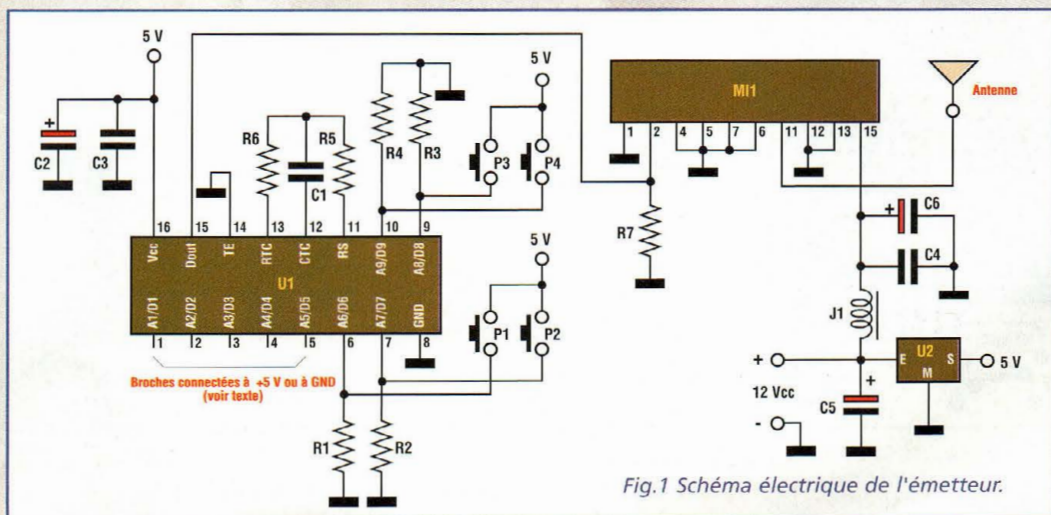 5 V
C2
+
C3
R6
R5
C1
R4
R3
5 V
P3
P4
16
15
14
13
12
11
10
9
Vcc
Dout
TE
RTC
CTC
RS
A9/D9
A8/D8
U1
A1/D1
A2/D2
A3/D3
A4/D4
A5/D5
A6/D6
A7/D7
GND
1
2
3
4
5
6
7
8
Broches connectées à +5 V ou à GND
(voir texte)
5 V
P1
P2
R1
R2
MI1
1
2
4
5
7
6
11
12
13
15
Antenne
R7
+
C6
C4
J1
+
12 Vcc
-
+
C5
U2
E
M
S
5 V
Fig.1 Schéma électrique de l'émetteur.